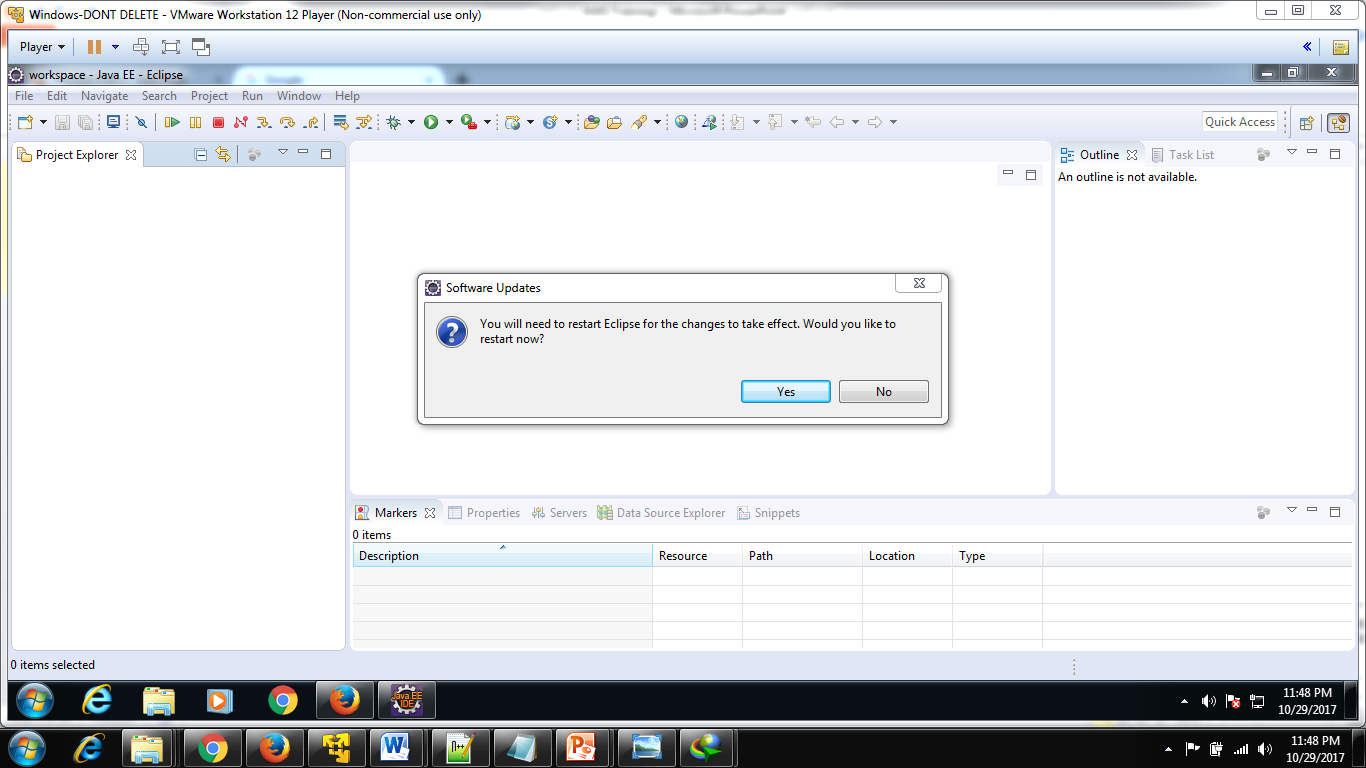 Windows-DONT DELETE - VMware Workstation 12 Player (Non-commercial use only)
Player
workspace - Java EE - Eclipse
File Edit Navigate Search Project Run Window Help
Quick Access
Project Explorer
Outline Task List
An outline is not available.
Software Updates
You will need to restart Eclipse for the changes to take effect. Would you like to
restart now?
Yes No
Markers Properties Servers Data Source Explorer Snippets
0 items
Description Resource Path Location Type
0 items selected
Java EE
IDE
11:48 PM
10/29/2017
11:48 PM
10/29/2017